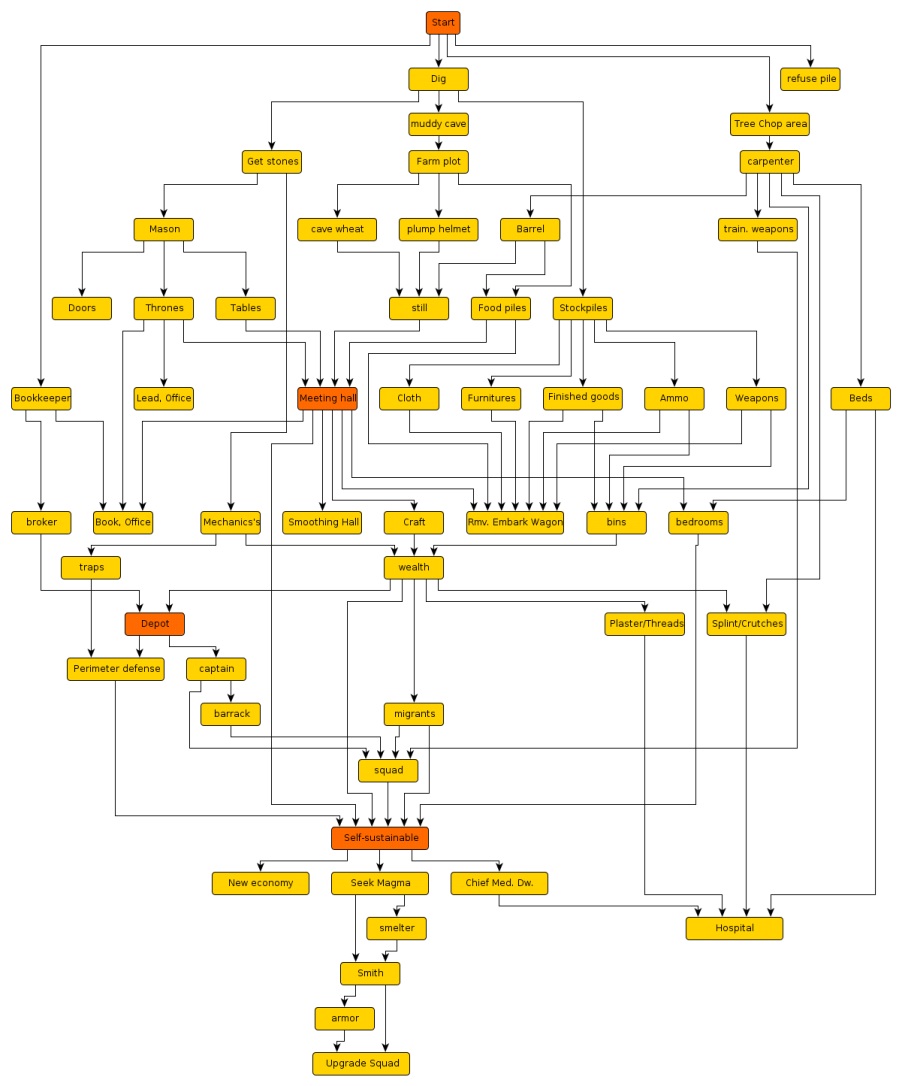 Start
Dig
refuse pile
muddy cave
Tree Chop area
Get stones
Farm plot
carpenter
Mason
cave wheat
plump helmet
Barrel
train. weapons
Doors
Thrones
Tables
still
Food piles
Stockpiles
Bookkeeper
Lead, Office
Meeting hall
Cloth
Furnitures
Finished goods
Ammo
Weapons
Beds
broker
Book, Office
Mechanics's
Smoothing Hall
Craft
Rmv. Embark Wagon
bins
bedrooms
traps
wealth
Depot
Plaster/Threads
Splint/Crutches
Perimeter defense
captain
barrack
migrants
squad
Self-sustainable
New economy
Seek Magma
Chief Med. Dw.
smelter
Hospital
Smith
armor
Upgrade Squad